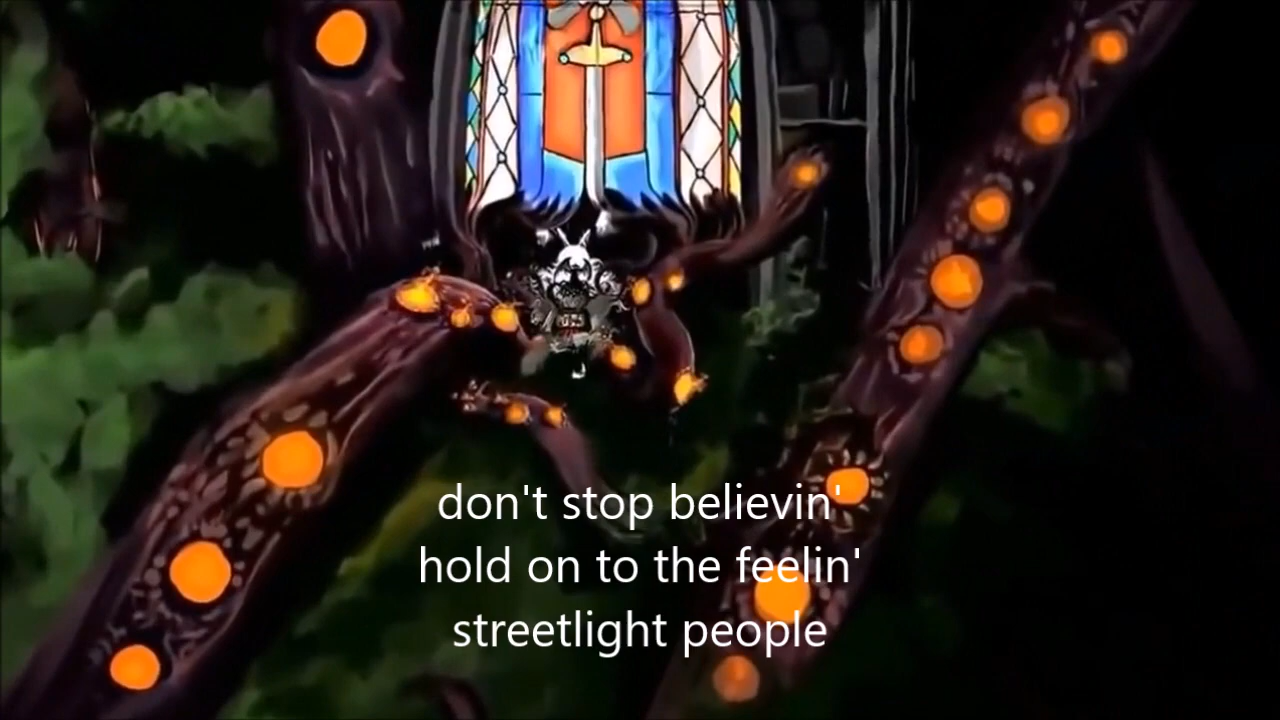 don't stop believin'
hold on to the feelin'
streetlight people